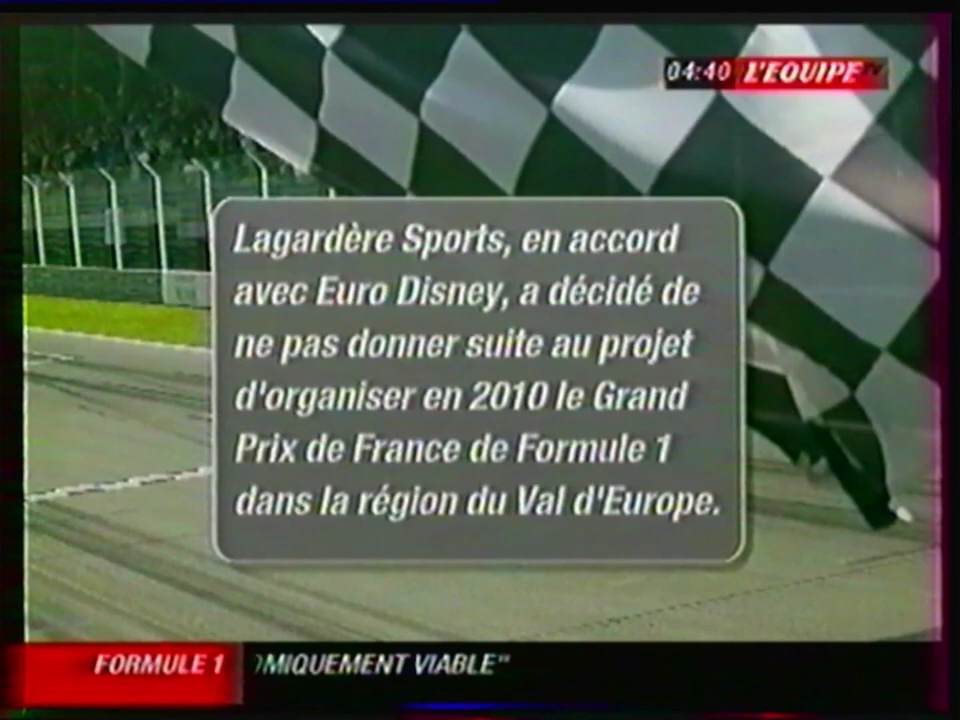 04:40 L'EQUIPE TV
Lagardère Sports, en accord
avec Euro Disney, a décidé de
ne pas donner suite au projet
d'organiser en 2010 le Grand
Prix de France de Formule 1
dans la région du Val d'Europe.
FORMULE 1 OMIQUEMENT VIABLE"